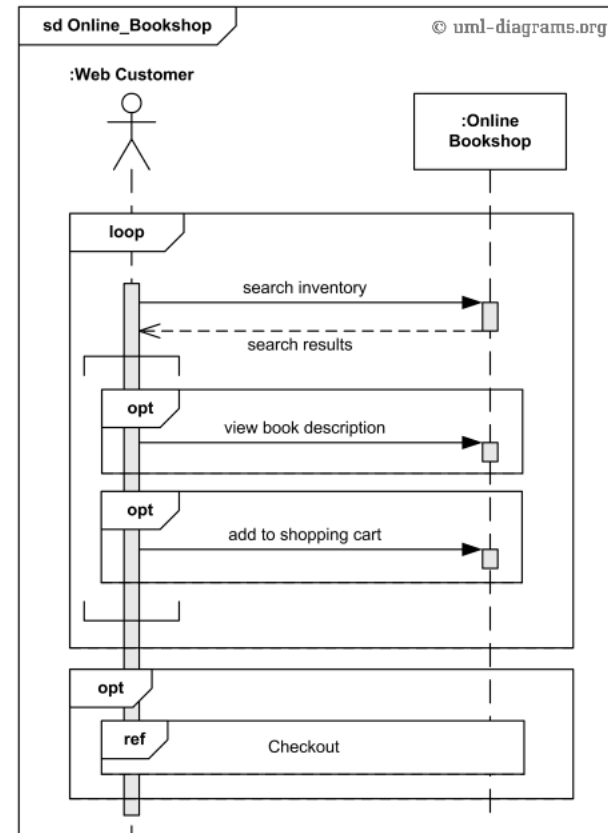 sd Online_Bookshop
© uml-diagrams.org
:Web Customer
:Online
Bookshop
loop
search inventory
search results
opt
view book description
opt
add to shopping cart
opt
ref
Checkout